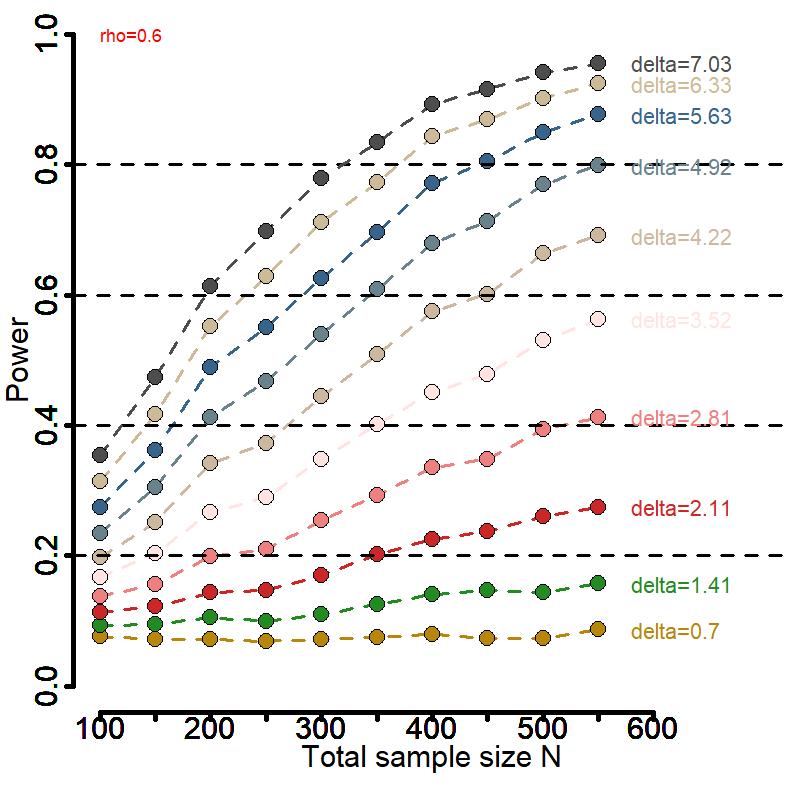 rho=0.6
1.0
0.8
0.6
0.4
0.2
0.0
Power
delta=7.03
delta=6.33
delta=5.63
delta=4.92
delta=4.22
delta=3.52
delta=2.81
delta=2.11
delta=1.41
delta=0.7
100 200 300 400 500 600
Total sample size N